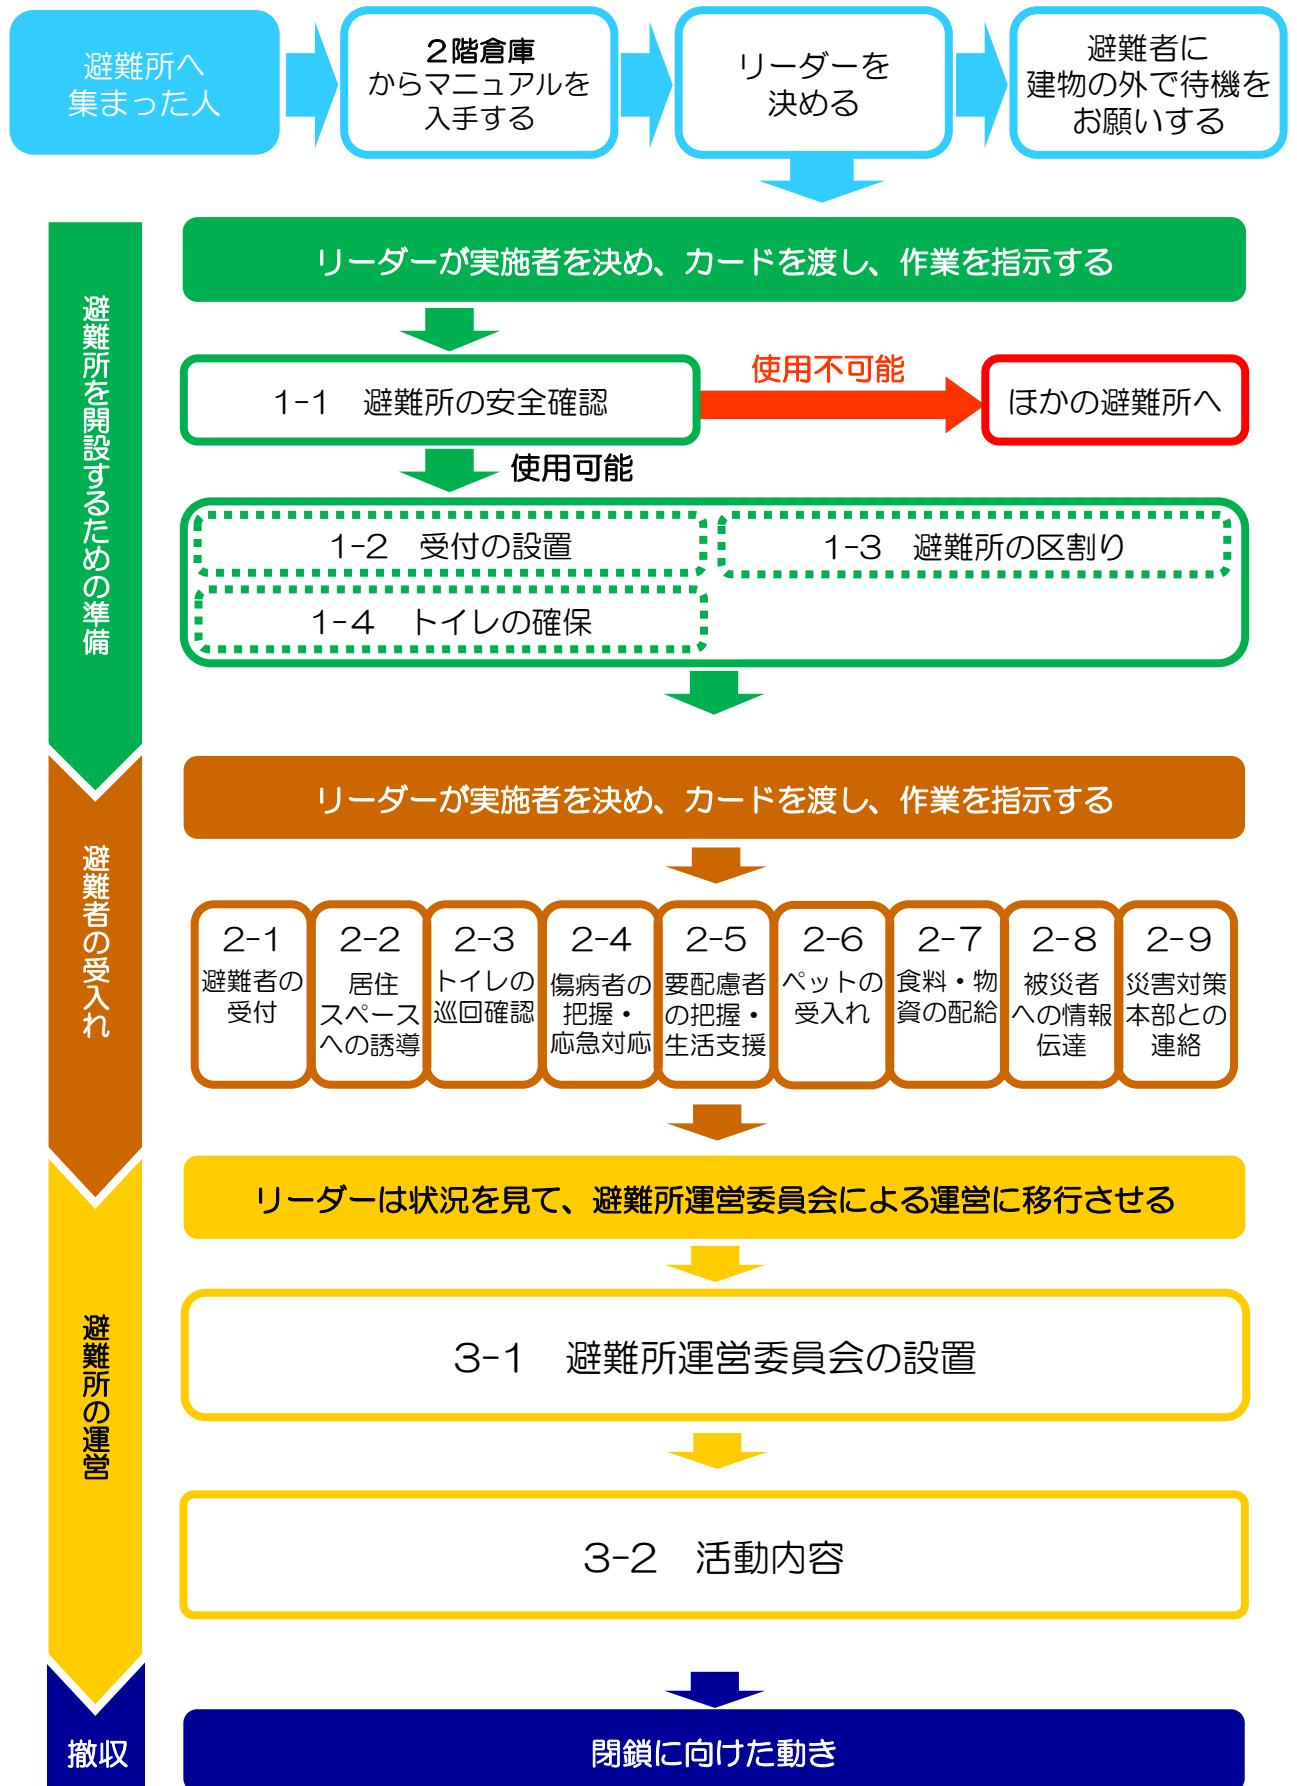 避難所へ
集まった人
２階倉庫
からマニュアルを
入手する
リーダーを
決める
避難者に
建物の外で待機を
お願いする
避難所を開設するための準備
リーダーが実施者を決め、カードを渡し、作業を指示する
1-1　避難所の安全確認
使用不可能
ほかの避難所へ
使用可能
1-2　受付の設置
1-3　避難所の区割り
1-4　トイレの確保
避難者の受入れ
リーダーが実施者を決め、カードを渡し、作業を指示する
2-1
避難者の
受付
2-2
居住
スペース
への誘導
2-3
トイレの
巡回確認
2-4
傷病者の
把握・
応急対応
2-5
要配慮者
の把握・
生活支援
2-6
ペットの
受入れ
2-7
食料・物
資の配給
2-8
被災者
への情報
伝達
2-9
災害対策
本部との
連絡
避難所の運営
リーダーは状況を見て、避難所運営委員会による運営に移行させる
3-1　避難所運営委員会の設置
3-2　活動内容
撤収
閉鎖に向けた動き